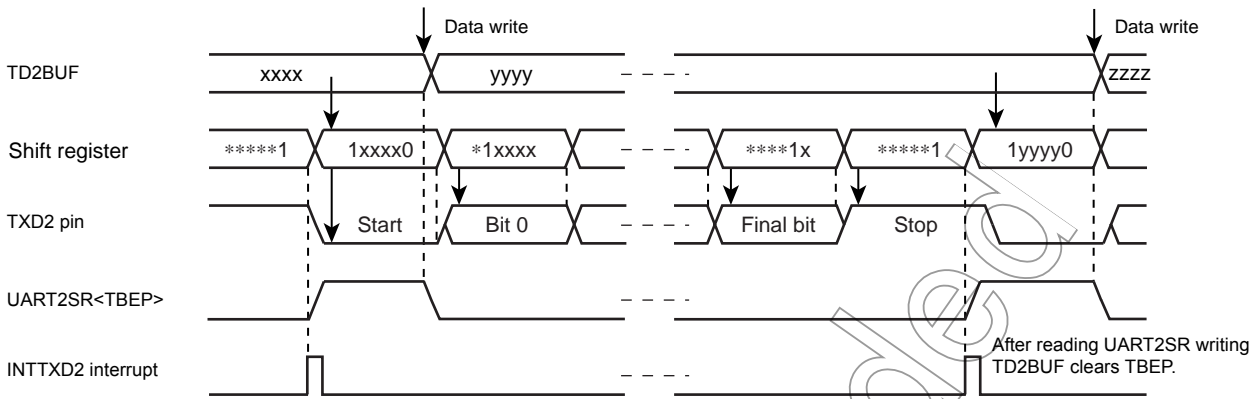 Data write
Data write
TD2BUF
xxxx
yyyy
zzzz
Shift register
*****1
1xxxx0
*1xxxx
****1x
*****1
1yyyy0
TXD2 pin
Start
Bit 0
Final bit
Stop
UART2SR<TBEP>
INTTXD2 interrupt
After reading UART2SR writing
TD2BUF clears TBEP.